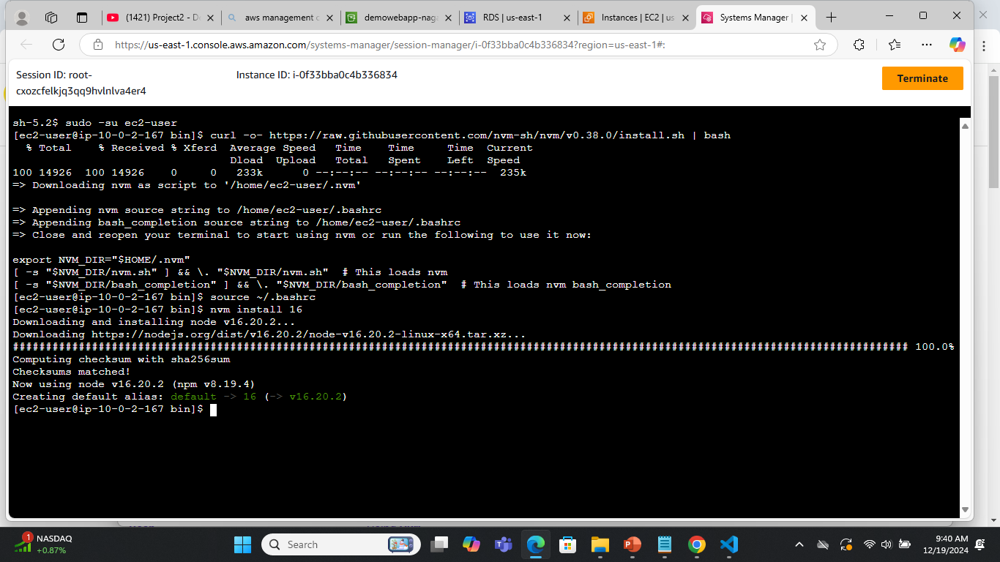 (1421) Project2 - De
aws management c
demowebapp-naga
RDS | us-east-1
Instances | EC2 | us
Systems Manager |
https://us-east-1.console.aws.amazon.com/systems-manager/session-manager/i-0f33bba0c4b336834?region=us-east-1#:
Session ID: root-
cxozcfelkjq3qq9hvlnlva4er4
Instance ID: i-0f33bba0c4b336834
Terminate
sh-5.2$ sudo -su ec2-user
[ec2-user@ip-10-0-2-167 bin]$ curl -o- https://raw.githubusercontent.com/nvm-sh/nvm/v0.38.0/install.sh | bash
  % Total    % Received % Xferd  Average Speed   Time    Time     Time  Current
                                 Dload  Upload   Total   Spent    Left  Speed
100 14926  100 14926    0     0   233k      0 --:--:-- --:--:-- --:--:--  235k
=> Downloading nvm as script to '/home/ec2-user/.nvm'
=> Appending nvm source string to /home/ec2-user/.bashrc
=> Appending bash_completion source string to /home/ec2-user/.bashrc
=> Close and reopen your terminal to start using nvm or run the following to use it now:
export NVM_DIR="$HOME/.nvm"
[ -s "$NVM_DIR/nvm.sh" ] && \. "$NVM_DIR/nvm.sh"  # This loads nvm
[ -s "$NVM_DIR/bash_completion" ] && \. "$NVM_DIR/bash_completion"  # This loads nvm bash_completion
[ec2-user@ip-10-0-2-167 bin]$ source ~/.bashrc
[ec2-user@ip-10-0-2-167 bin]$ nvm install 16
Downloading and installing node v16.20.2...
Downloading https://nodejs.org/dist/v16.20.2/node-v16.20.2-linux-x64.tar.xz...
######################################################################################################################################## 100.0%
Computing checksum with sha256sum
Checksums matched!
Now using node v16.20.2 (npm v8.19.4)
Creating default alias: default -> 16 (-> v16.20.2)
[ec2-user@ip-10-0-2-167 bin]$
1
NASDAQ
+0.87%
Search
9:40 AM
12/19/2024